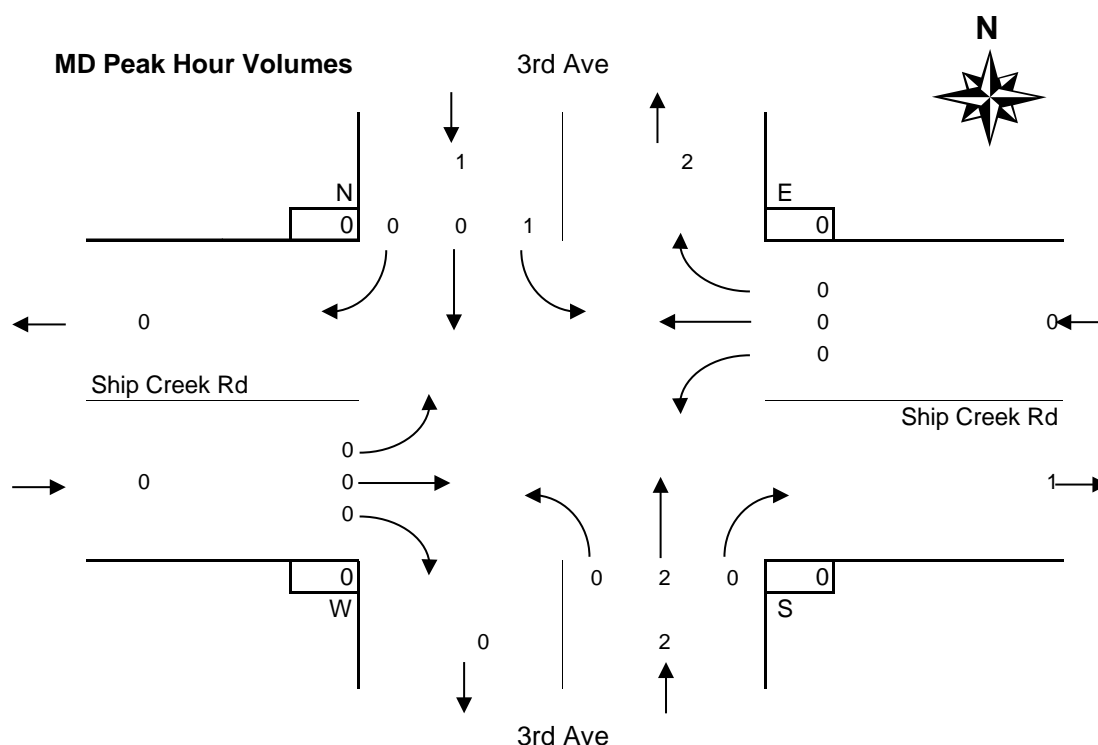 N
MD Peak Hour Volumes 3rd Ave
1 2
N E
0 0 0 1 0
0
0 0 0
0
Ship Creek Rd
Ship Creek Rd
0
0 0 1
0
0 0 2 0 0
W S
0 2
3rd Ave